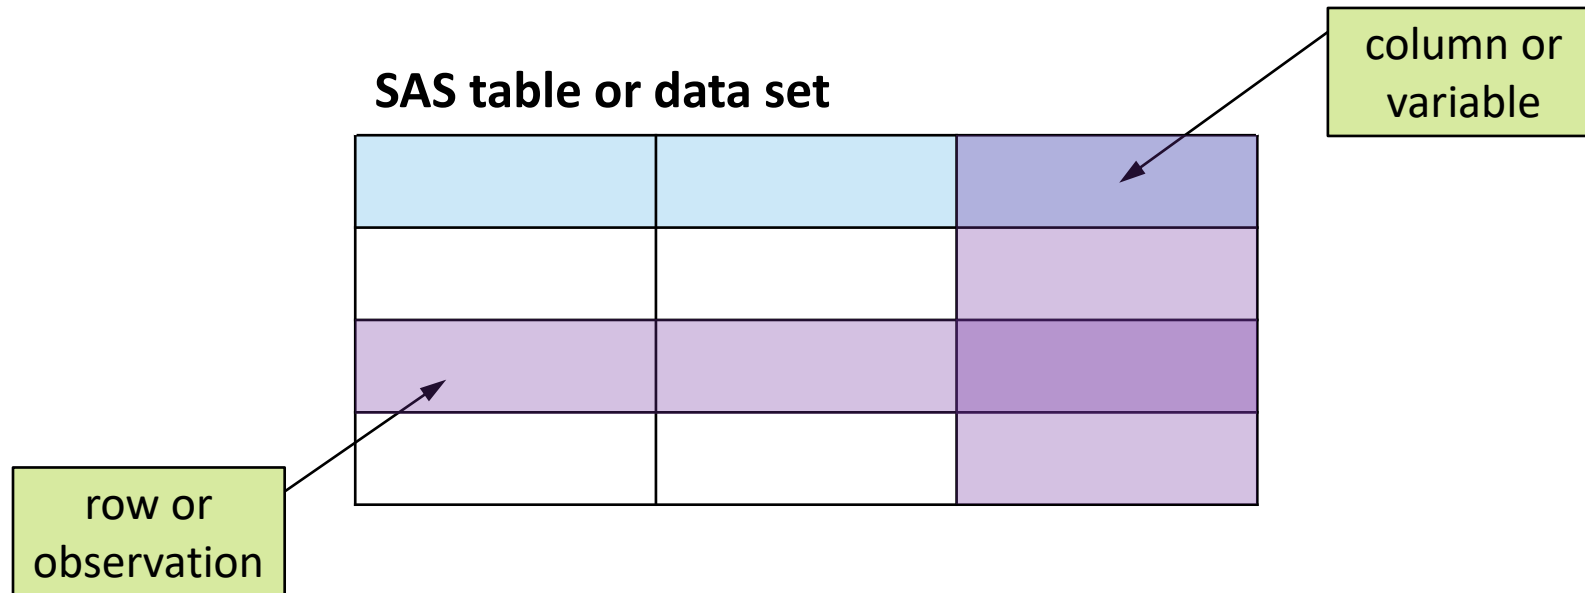 column or
variable
SAS table or data set
row or
observation